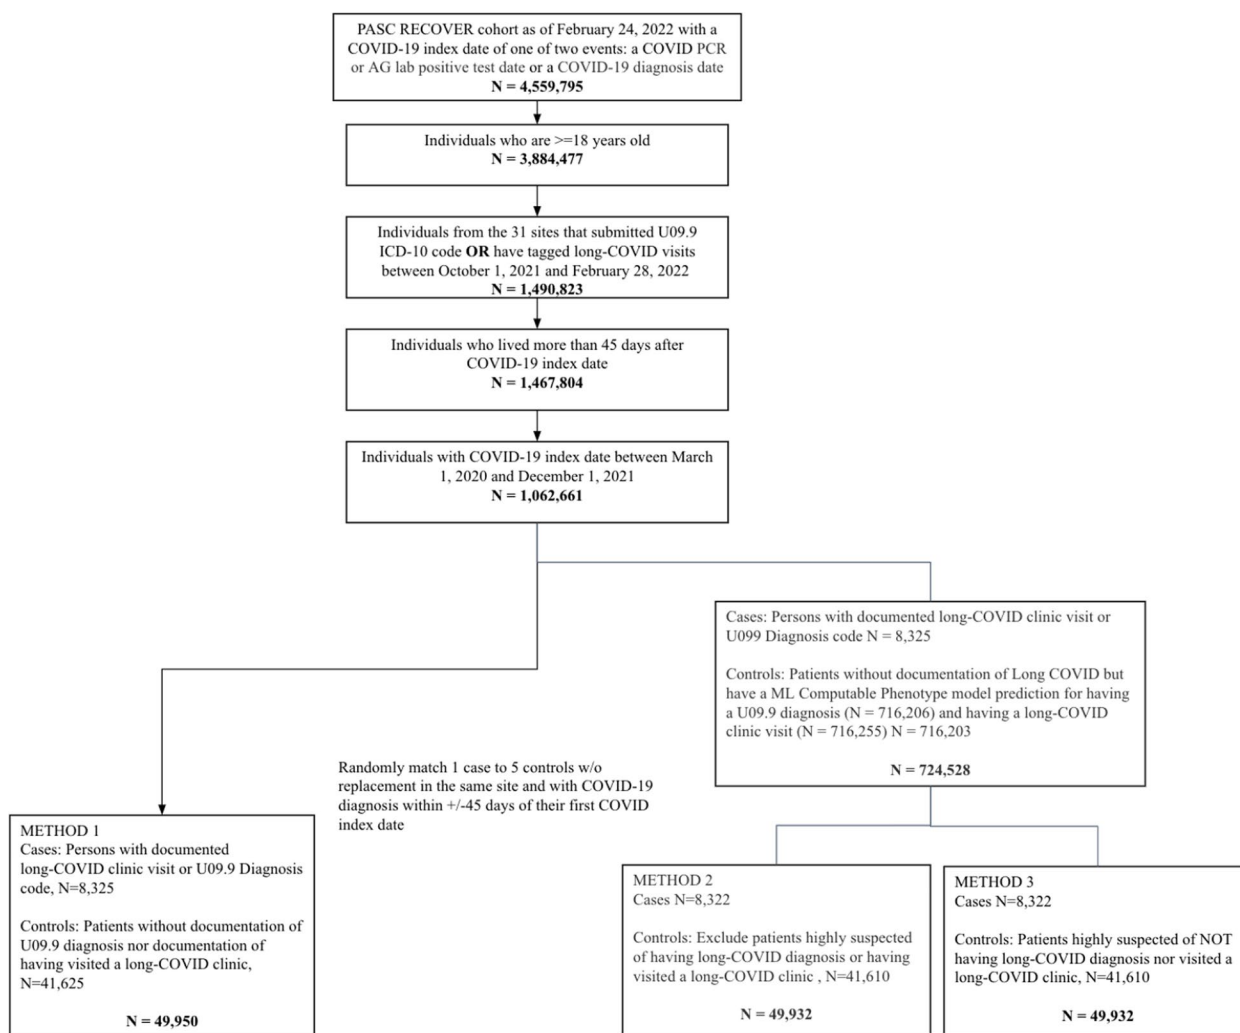 PASC RECOVER cohort as of February 24, 2022 with a
COVID-19 index date of one of two events: a COVID PCR
or AG lab positive test date or a COVID-19 diagnosis date
N = 4,559,795
Individuals who are >=18 years old
N = 3,884,477
Individuals from the 31 sites that submitted U09.9
ICD-10 code OR have tagged long-COVID visits
between October 1, 2021 and February 28, 2022
N = 1,490,823
Individuals who lived more than 45 days after
COVID-19 index date
N = 1,467,804
Individuals with COVID-19 index date between March
1, 2020 and December 1, 2021
N = 1,062,661
Cases: Persons with documented long-COVID clinic visit or
U099 Diagnosis code N = 8,325
Controls: Patients without documentation of Long COVID but
have a ML Computable Phenotype model prediction for having
a U09.9 diagnosis (N = 716,206) and having a long-COVID
clinic visit (N = 716,255) N = 716,203
N = 724,528
Randomly match 1 case to 5 controls w/o
replacement in the same site and with COVID-19
diagnosis within +/-45 days of their first COVID
index date
METHOD 1
Cases: Persons with documented
long-COVID clinic visit or U09.9 Diagnosis
code, N=8,325
Controls: Patients without documentation of
U09.9 diagnosis nor documentation of
having visited a long-COVID clinic,
N=41,625
N = 49,950
METHOD 2
Cases N=8,322
Controls: Exclude patients highly suspected
of having long-COVID diagnosis or having
visited a long-COVID clinic , N=41,610
N = 49,932
METHOD 3
Cases N=8,322
Controls: Patients highly suspected of NOT
having long-COVID diagnosis nor visited a
long-COVID clinic, N=41,610
N = 49,932